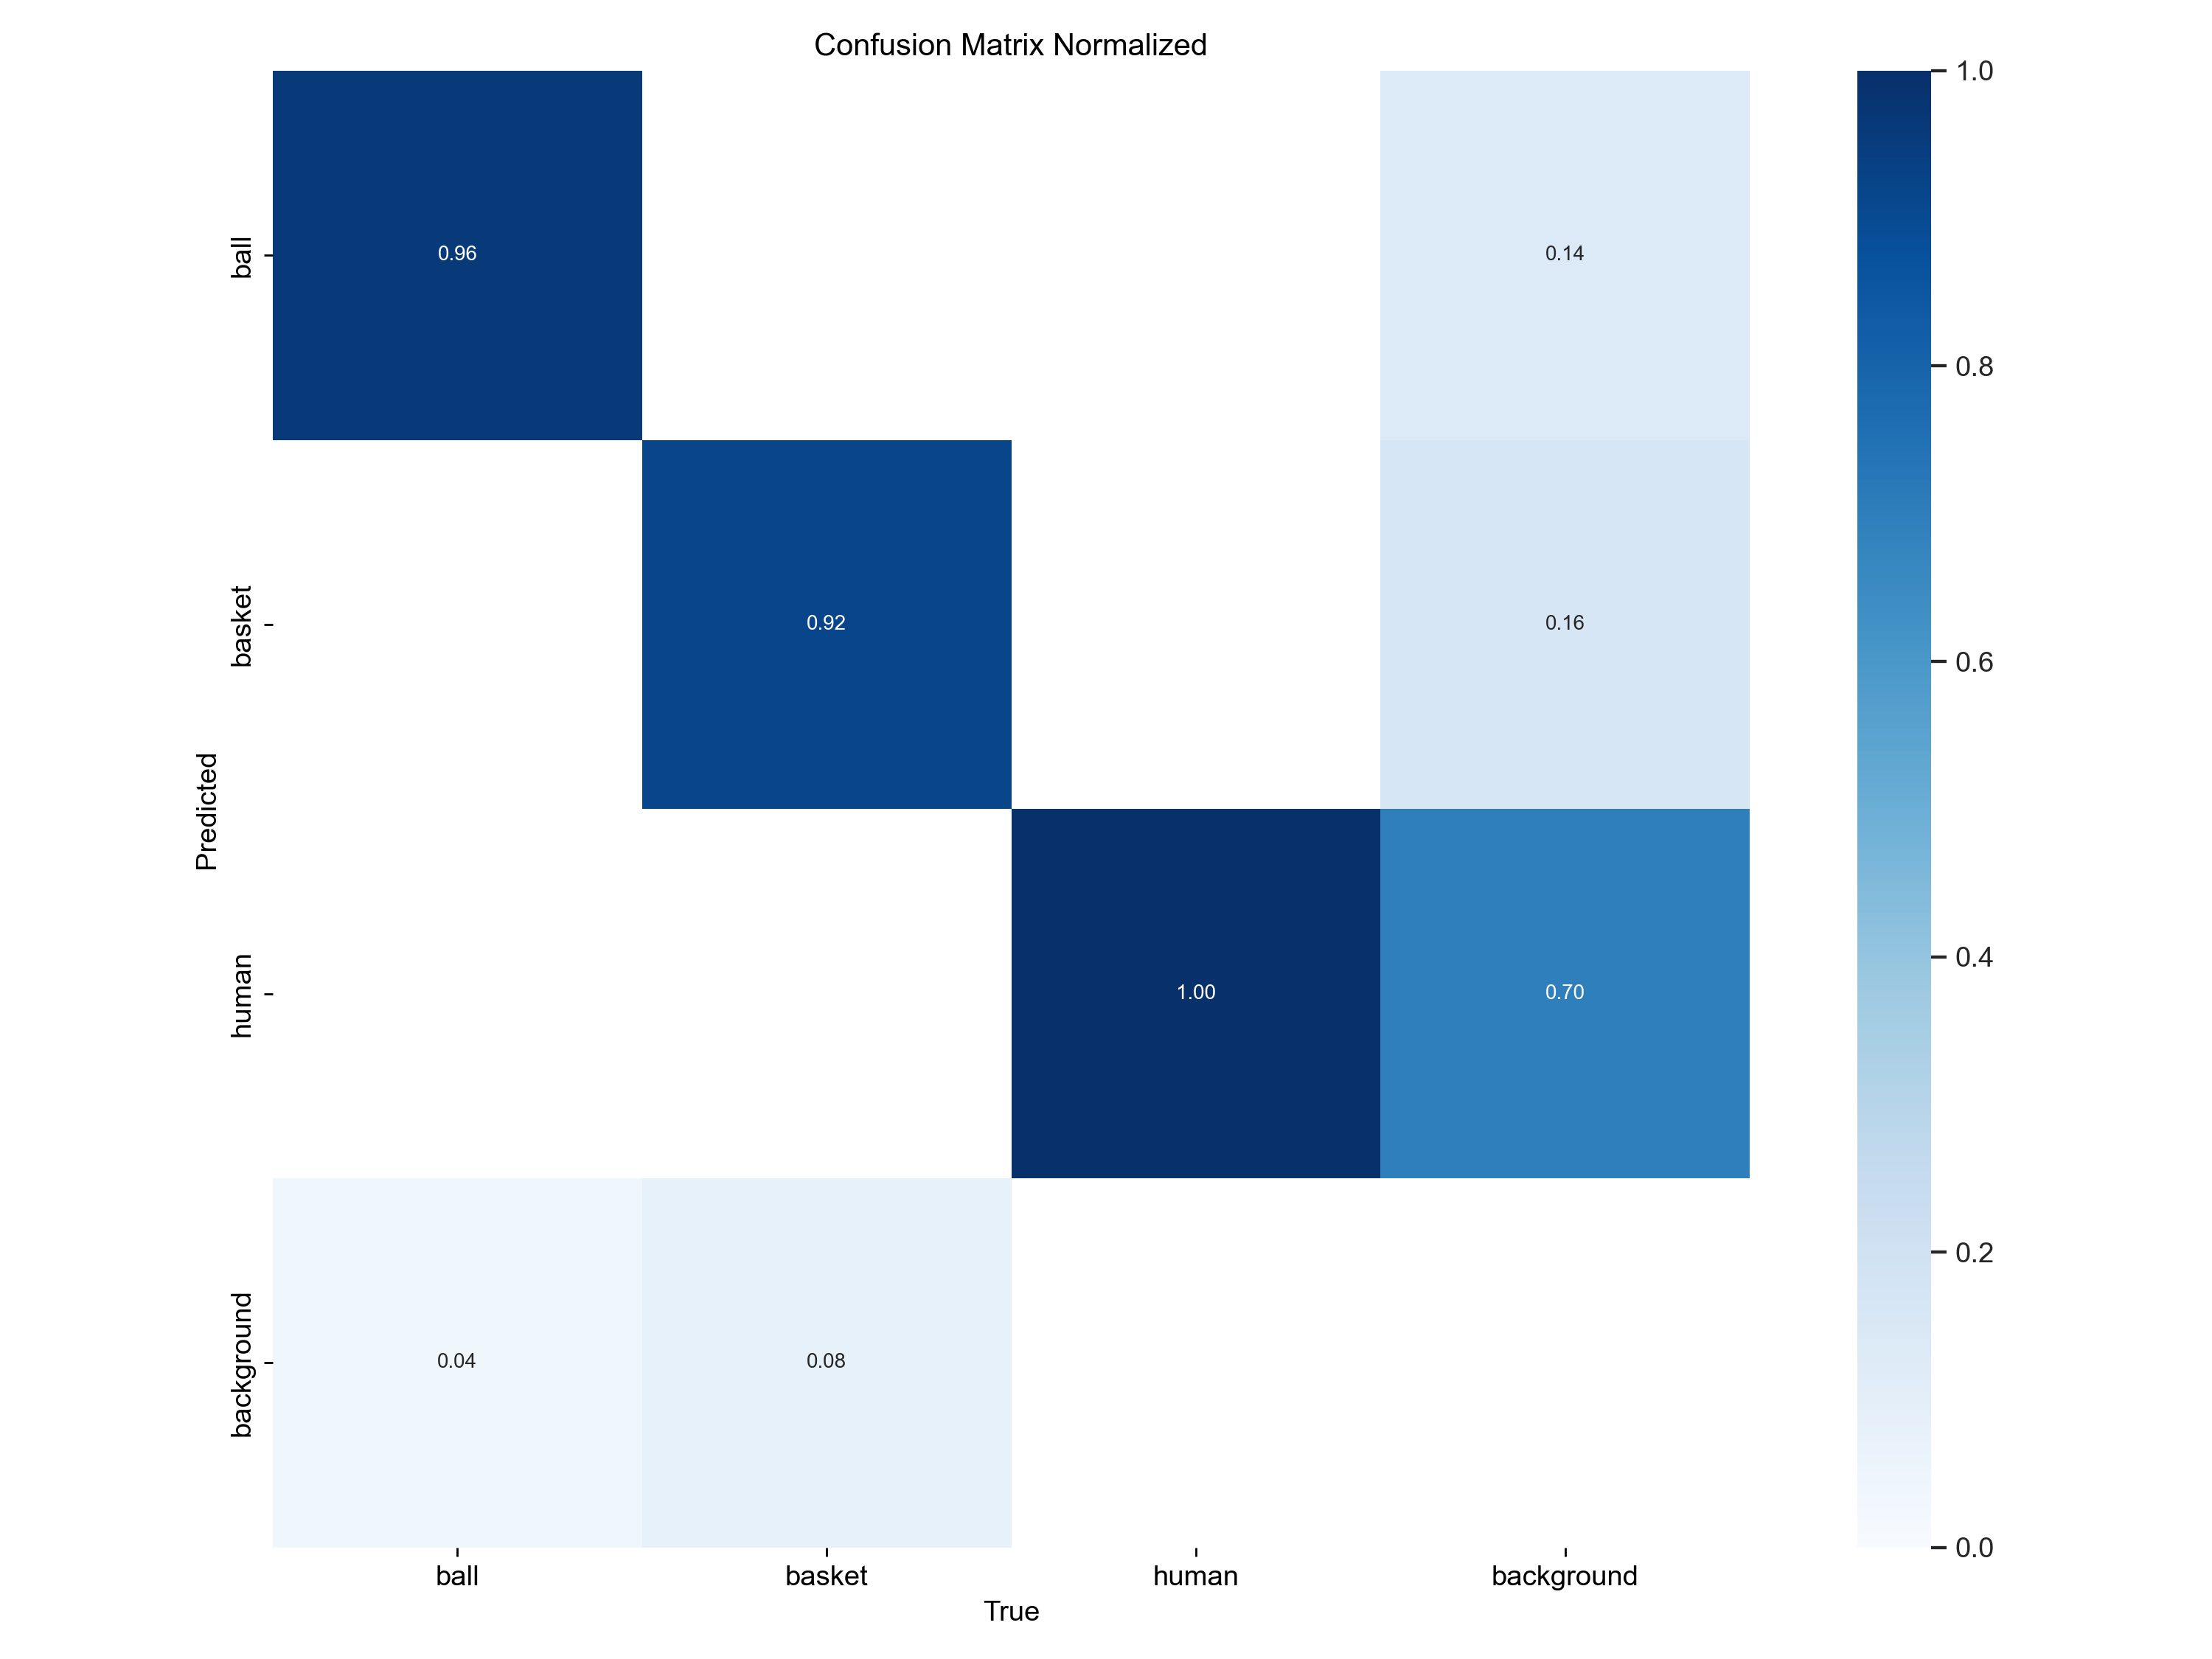 Confusion Matrix Normalized
1.0
ball
0.96
0.14
0.8
basket
0.92
0.16
0.6
Predicted
human
1.00
0.70
0.4
0.2
background
0.04
0.08
0.0
ball
basket
human
background
True